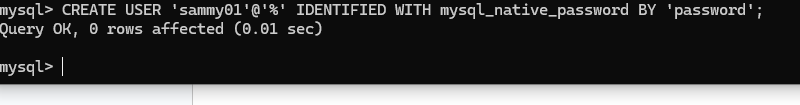 mysql> CREATE USER 'sammy01'@'%' IDENTIFIED WITH mysql_native_password BY 'password';
Query OK, 0 rows affected (0.01 sec)
mysql>